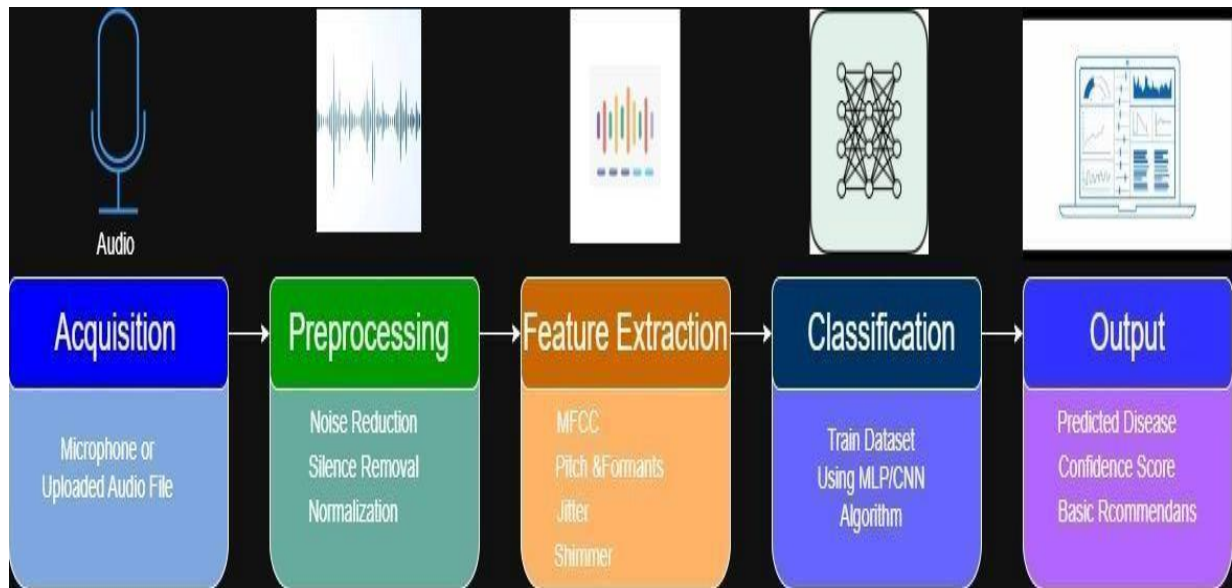 Audio
Acquisition
Microphone or
Uploaded Audio File
Preprocessing
Noise Reduction
Silence Removal
Normalization
Feature Extraction
MFCC
Pitch &Formants
Jitter
Shimmer
Classification
Train Dataset
Using MLP/CNN
Algorithm
Output
Predicted Disease
Confidence Score
Basic Rcommendans